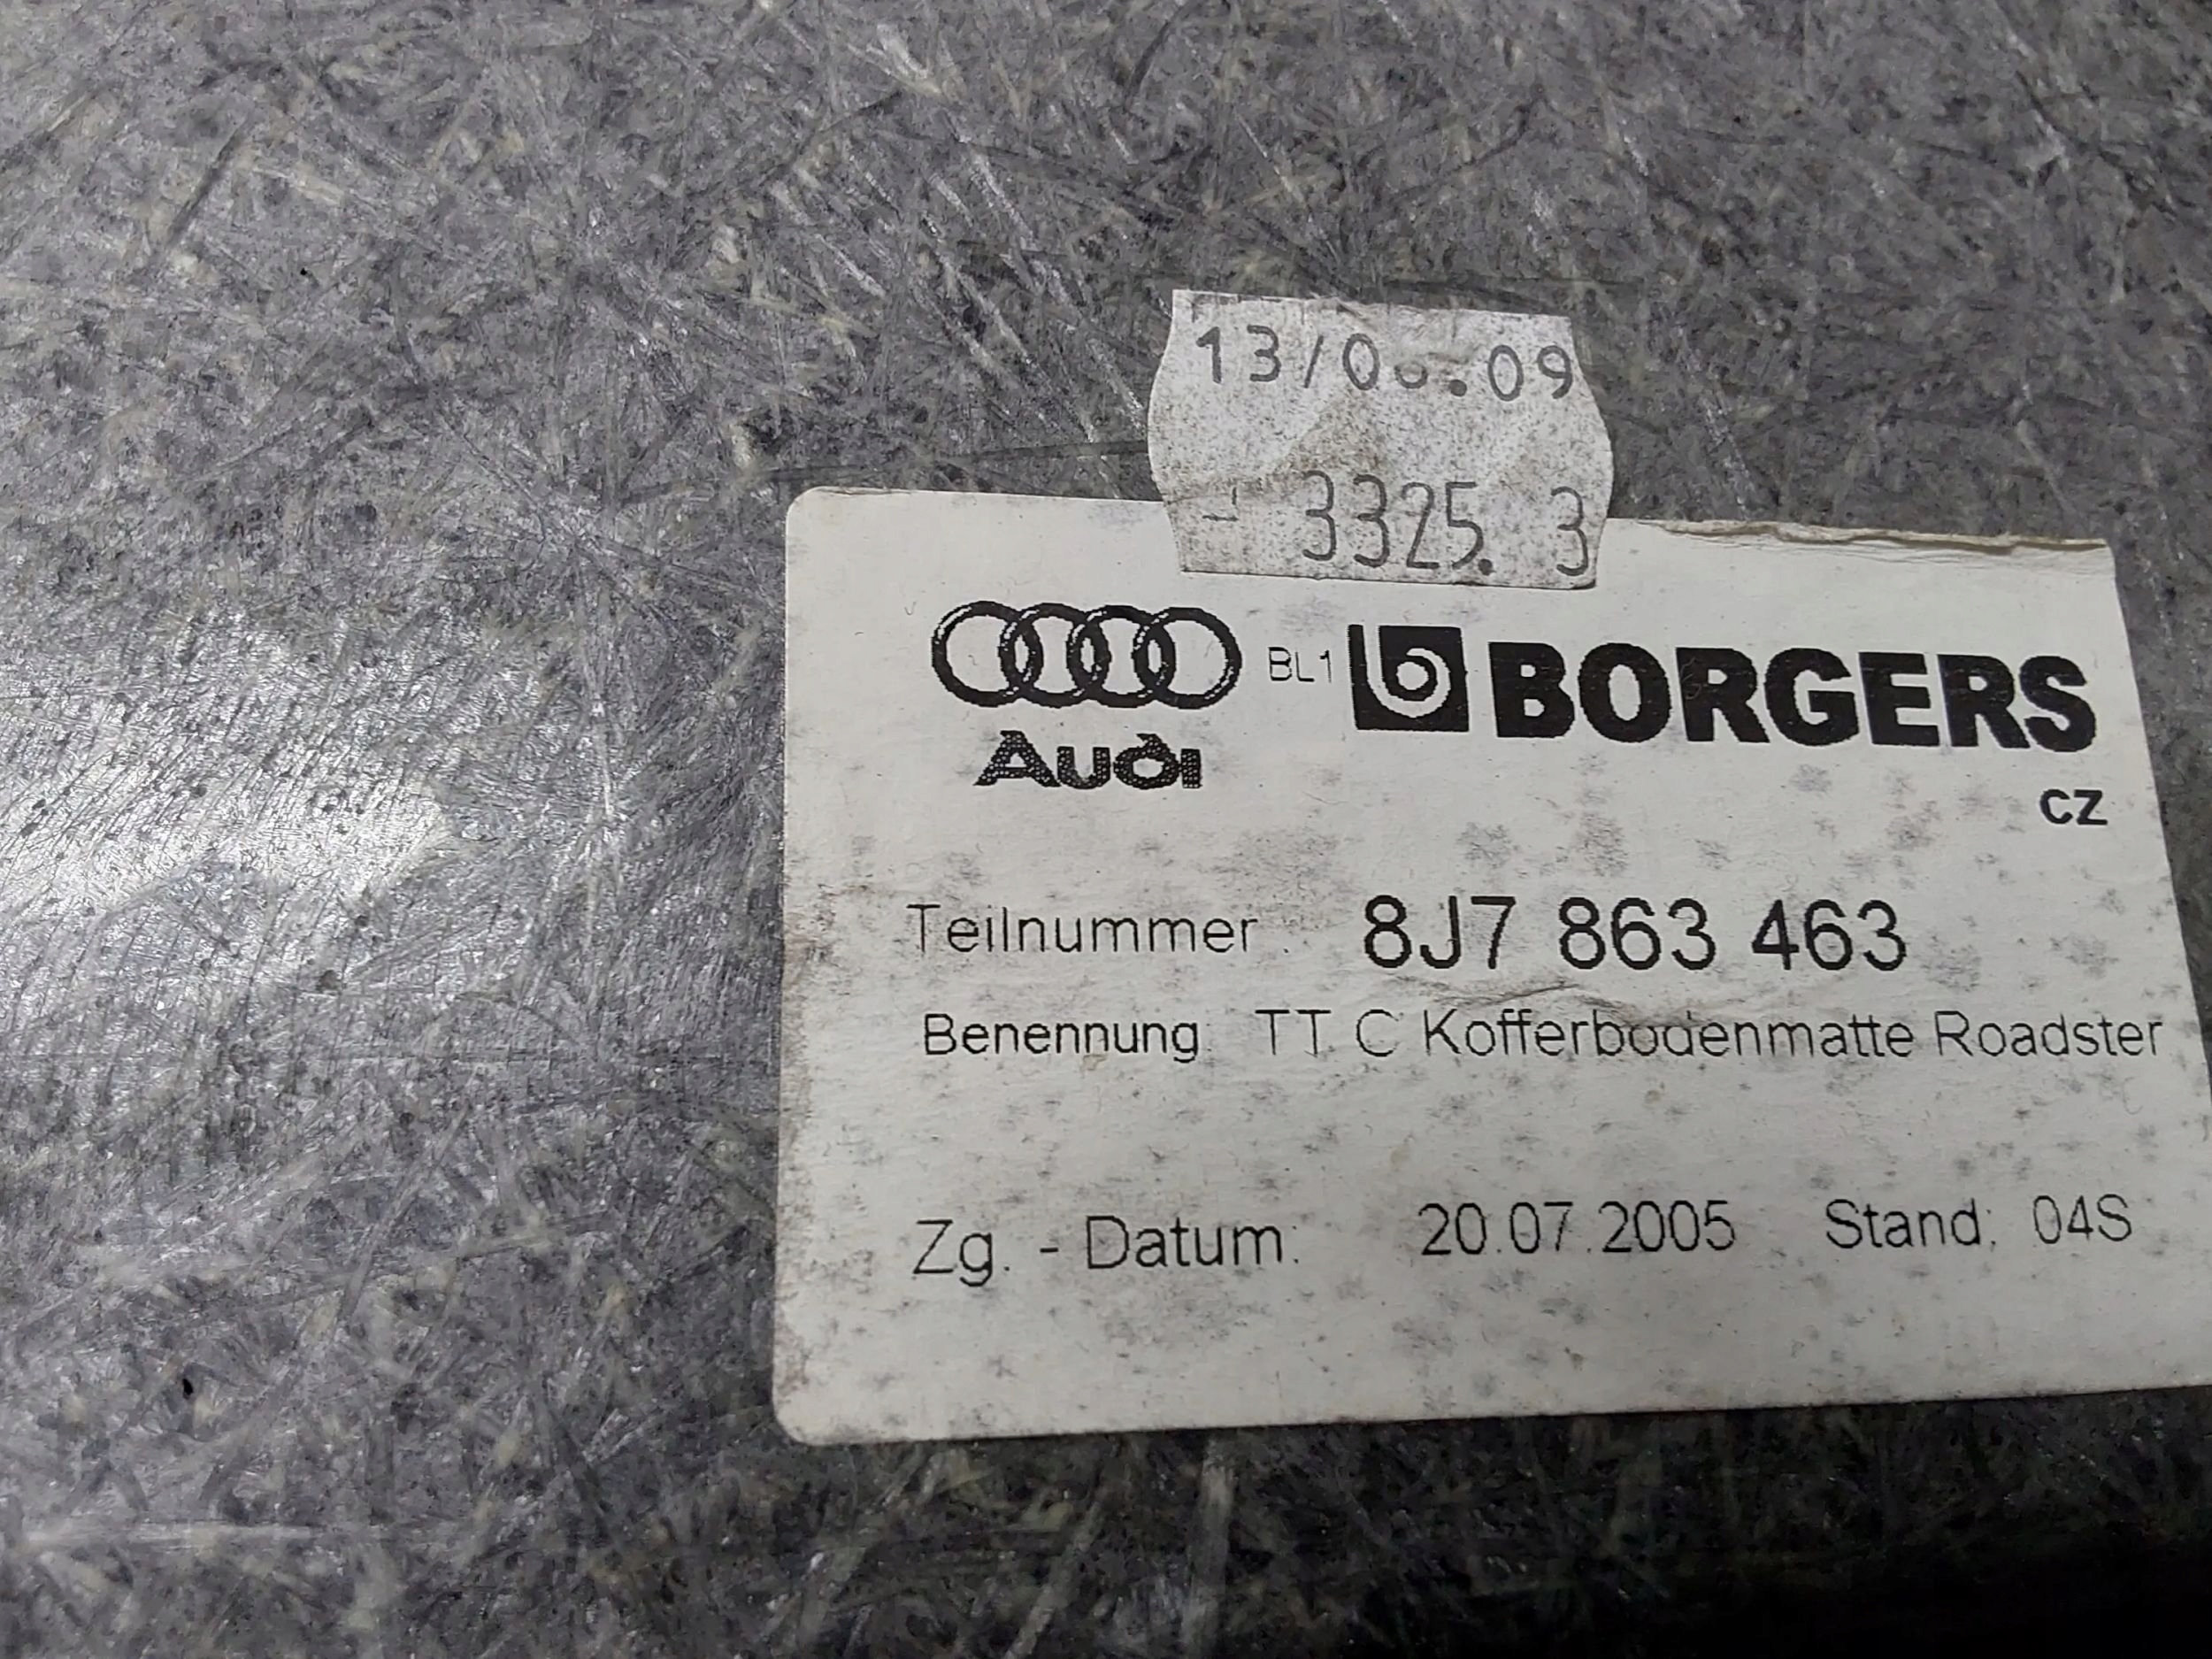 - 3325. 3
BL1 BORGERS
Audi
CZ
Teilnummer: 8J7 863 463
Benennung: TT C Kofferbodenmatte Roadster
Zg. - Datum: 20.07.2005 Stand: 04S